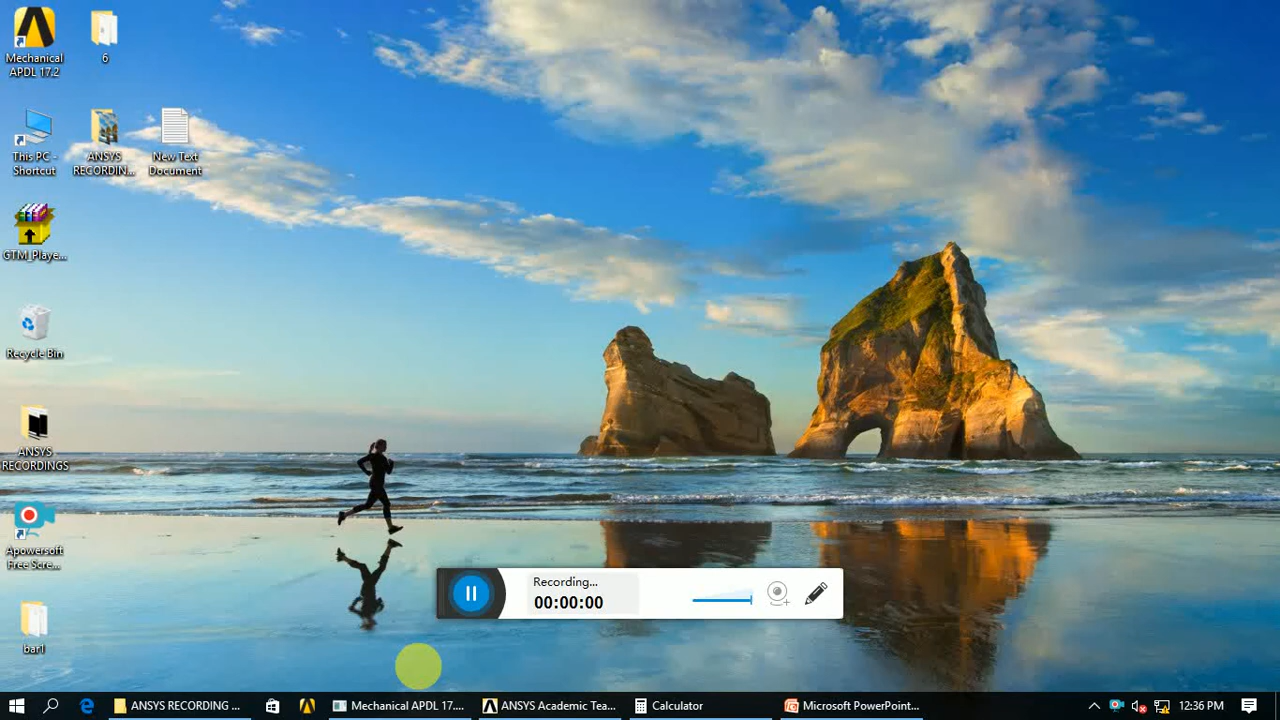 Mechanical
APDL 17.2
6
This PC -
Shortcut
ANSYS
RECORDIN...
New Text
Document
GTM_Playe...
Recycle Bin
ANSYS
RECORDINGS
Apowersoft
Free Scre...
bar1
Recording...
00:00:00
ANSYS RECORDING ...
Mechanical APDL 17....
ANSYS Academic Tea...
Calculator
Microsoft PowerPoint...
12:36 PM